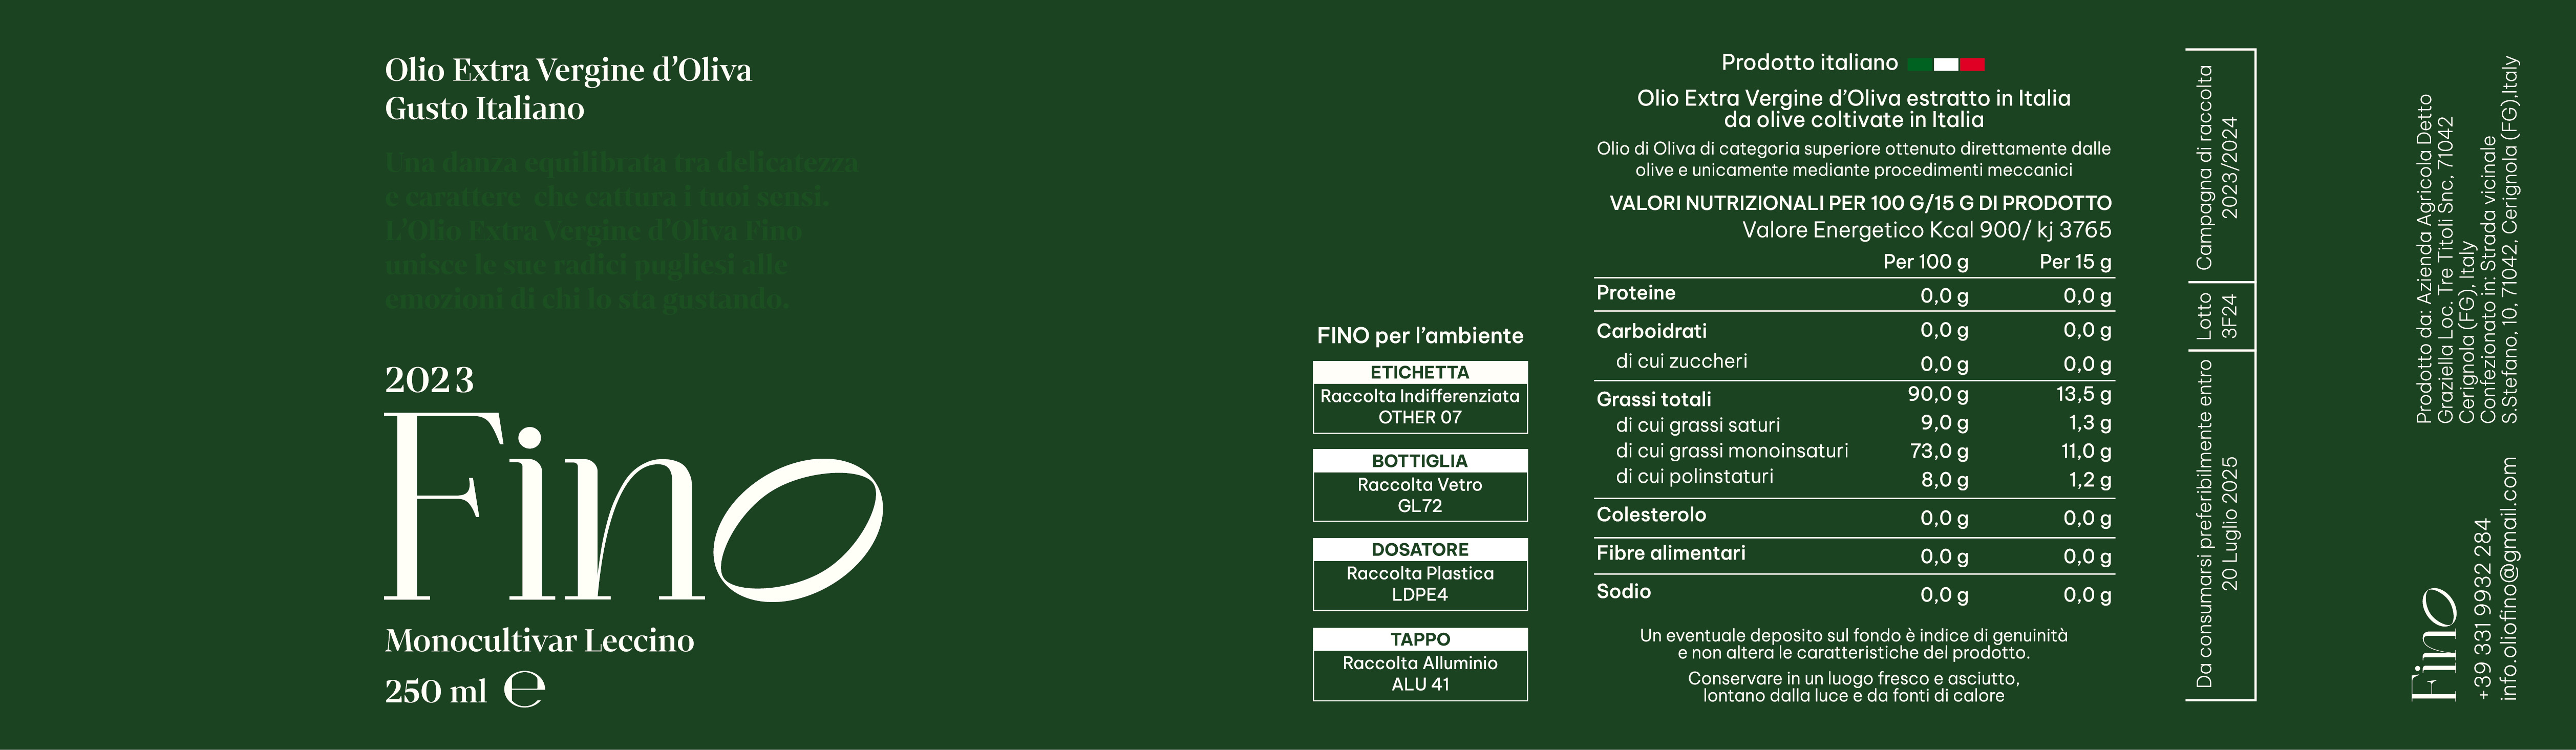 Olio Extra Vergine d’Oliva
Gusto Italiano
Una danza equilibrata tra delicatezza
e carattere che cattura i tuoi sensi.
L’Olio Extra Vergine d’Oliva Fino
unisce le sue radici pugliesi alle
emozioni di chi lo sta gustando.
2023
Fino
Monocultivar Leccino
250 ml ℮
FINO per l’ambiente
ETICHETTA
Raccolta Indifferenziata
OTHER 07
BOTTIGLIA
Raccolta Vetro
GL72
DOSATORE
Raccolta Plastica
LDPE4
TAPPO
Raccolta Alluminio
ALU 41
Prodotto italiano
Olio Extra Vergine d’Oliva estratto in Italia
da olive coltivate in Italia
Olio di Oliva di categoria superiore ottenuto direttamente dalle
olive e unicamente mediante procedimenti meccanici
VALORI NUTRIZIONALI PER 100 G/15 G DI PRODOTTO
Valore Energetico Kcal 900/ kj 3765
Per 100 g Per 15 g
Proteine 0,0 g 0,0 g
Carboidrati 0,0 g 0,0 g
di cui zuccheri 0,0 g 0,0 g
Grassi totali 90,0 g 13,5 g
di cui grassi saturi 9,0 g 1,3 g
di cui grassi monoinsaturi 73,0 g 11,0 g
di cui polinstaturi 8,0 g 1,2 g
Colesterolo 0,0 g 0,0 g
Fibre alimentari 0,0 g 0,0 g
Sodio 0,0 g 0,0 g
Un eventuale deposito sul fondo è indice di genuinità
e non altera le caratteristiche del prodotto.
Conservare in un luogo fresco e asciutto,
lontano dalla luce e da fonti di calore
Da consumarsi preferibilmente entro
20 Luglio 2025
Lotto
3F24
Campagna di raccolta
2023/2024
Fino
+39 331 9932 284
info.oliofino@gmail.com
Prodotto da: Azienda Agricola Detto
Graziella Loc. Tre Titoli Snc, 71042
Cerignola (FG), Italy
Confezionato in: Strada vicinale
S.Stefano, 10, 71042, Cerignola (FG),Italy